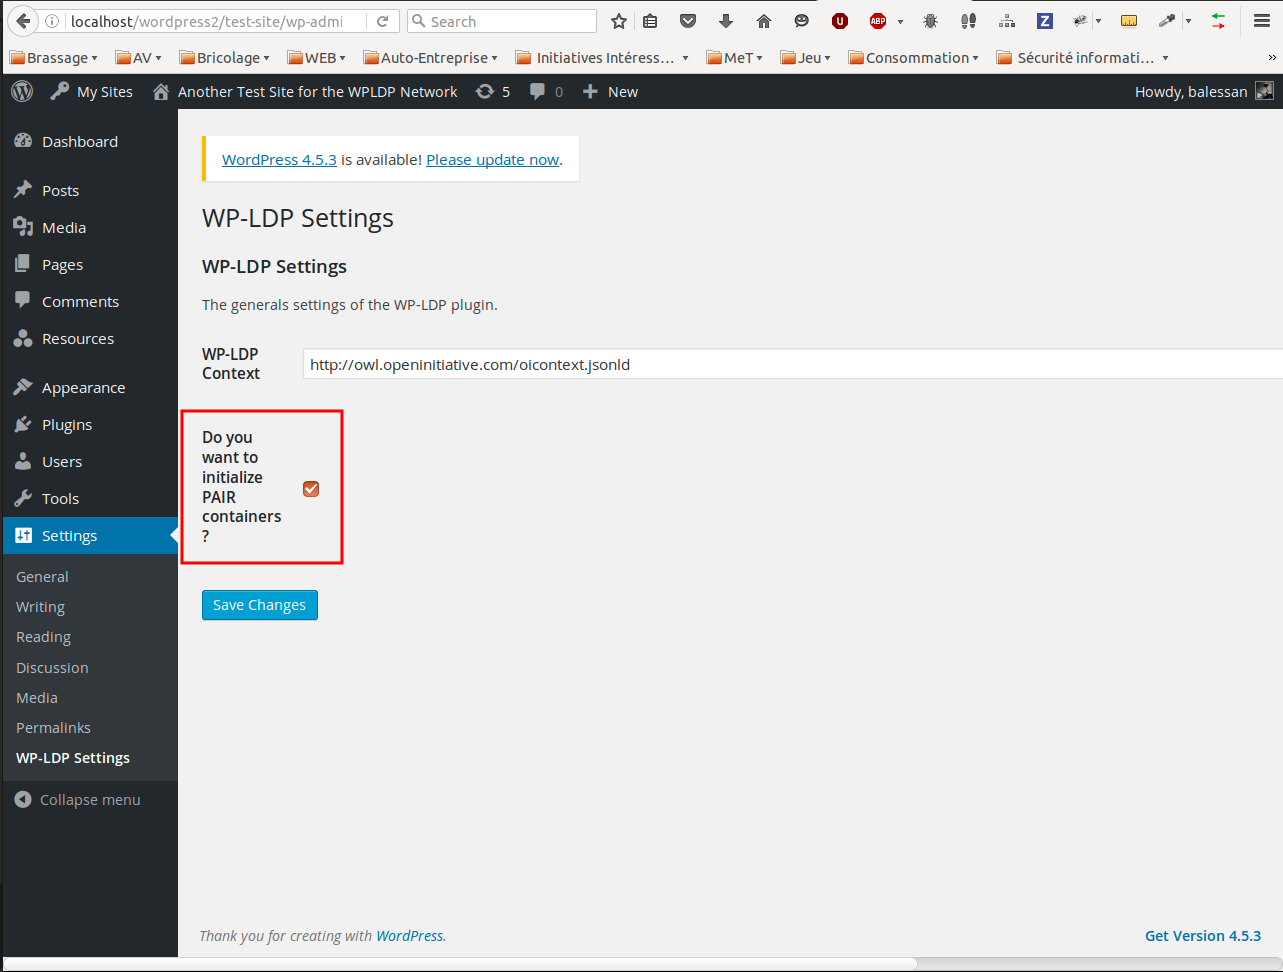 localhost/wordpress2/test-site/wp-admi
Search
U
ABP
Z
Brassage
AV
Bricolage
WEB
Auto-Entreprise
Initiatives Intéress...
MeT
Jeu
Consommation
Sécurité informati...
»
My Sites
Another Test Site for the WPLDP Network
5
0
New
Howdy, balessan
Dashboard
Posts
Media
Pages
Comments
Resources
Appearance
Plugins
Users
Tools
Settings
General
Writing
Reading
Discussion
Media
Permalinks
WP-LDP Settings
Collapse menu
WordPress 4.5.3 is available! Please update now.
WP-LDP Settings
WP-LDP Settings
The generals settings of the WP-LDP plugin.
WP-LDP
Context
http://owl.openinitiative.com/oicontext.jsonld
Do you
want to
initialize
PAIR
containers
?
Save Changes
Thank you for creating with WordPress.
Get Version 4.5.3